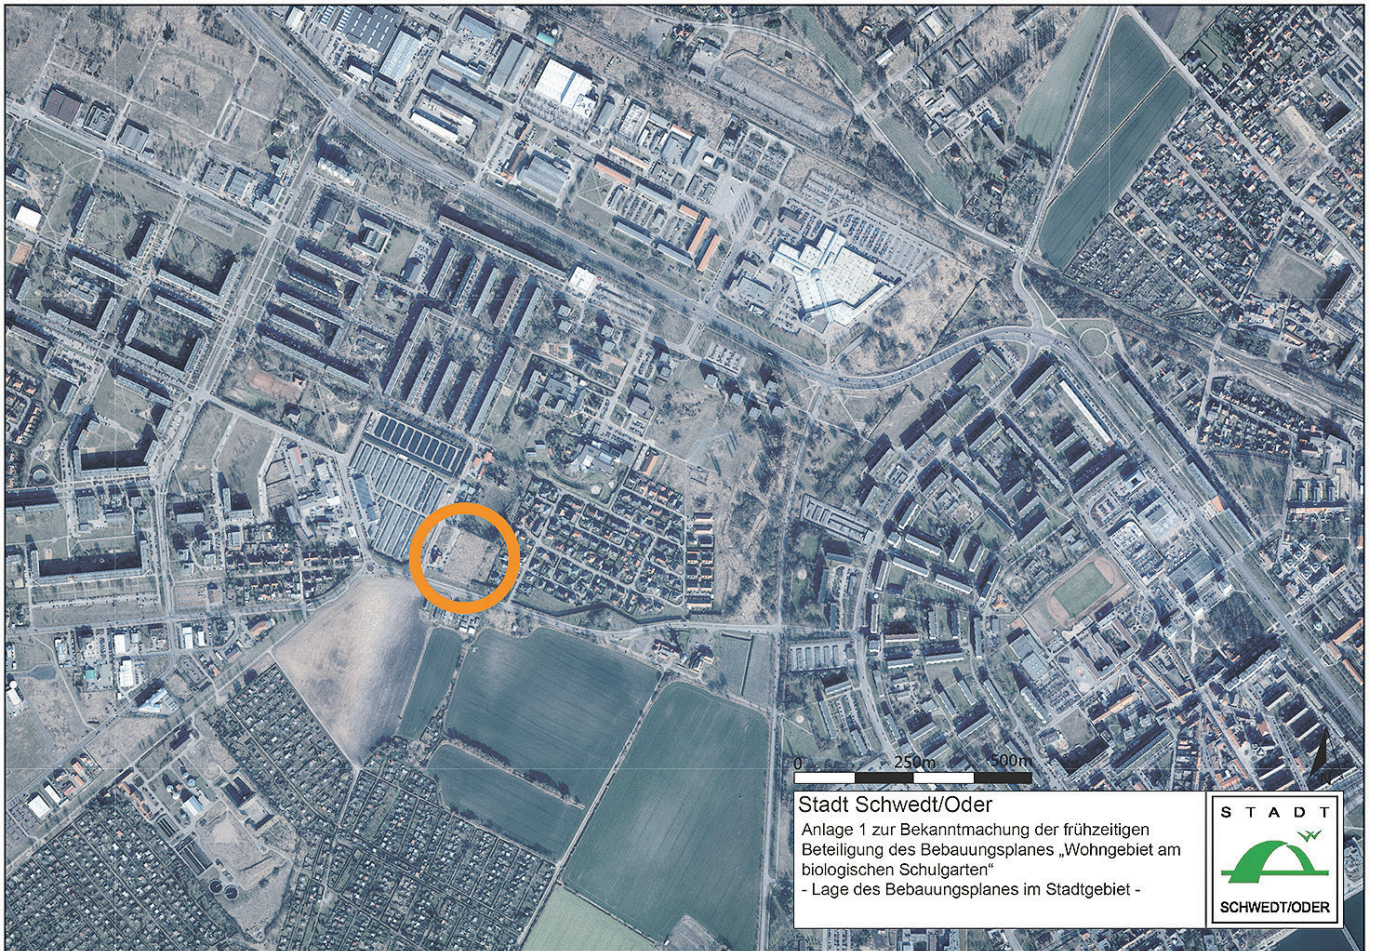 0 250m 500m
Stadt Schwedt/Oder
Anlage 1 zur Bekanntmachung der frühzeitigen
Beteiligung des Bebauungsplanes „Wohngebiet am
biologischen Schulgarten“
- Lage des Bebauungsplanes im Stadtgebiet -
STADT
SCHWEDT/ODER